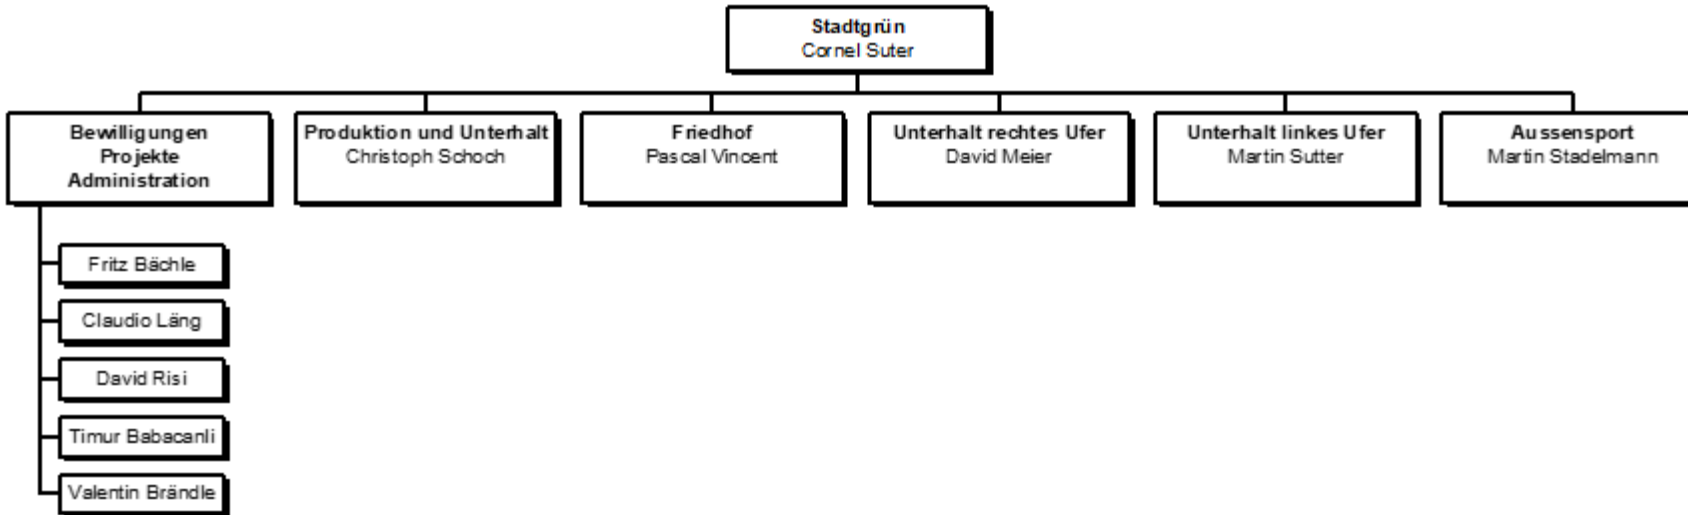 Stadtgrün
Cornel Suter
Bewilligungen
Projekte
Administration
Produktion und Unterhalt
Christoph Schoch
Friedhof
Pascal Vincent
Unterhalt rechtes Ufer
David Meier
Unterhalt linkes Ufer
Martin Sutter
Aussensport
Martin Stadelmann
Fritz Bächle
Claudio Läng
David Risi
Timur Babacanli
Valentin Brändle